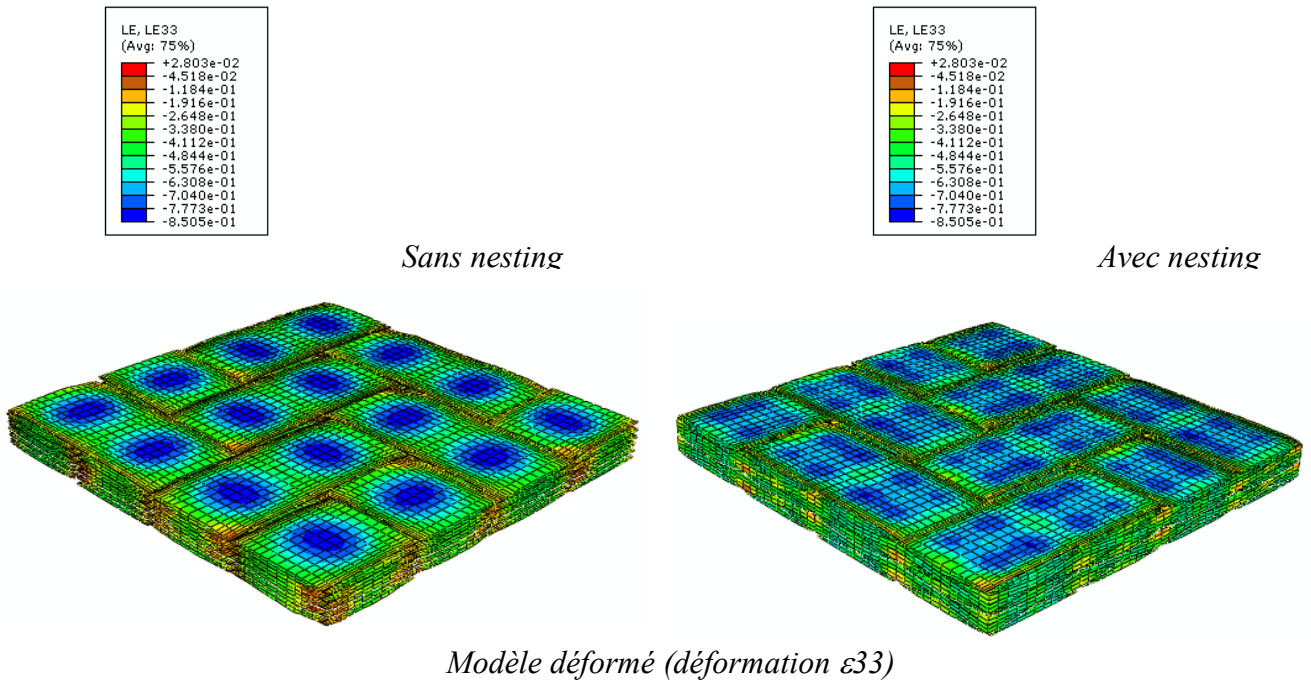 LE, LE33
(Avg: 75%)
+2.803e-02
-4.518e-02
-1.184e-01
-1.916e-01
-2.648e-01
-3.380e-01
-4.112e-01
-4.844e-01
-5.576e-01
-6.308e-01
-7.040e-01
-7.773e-01
-8.505e-01
Sans nesting
LE, LE33
(Avg: 75%)
+2.803e-02
-4.518e-02
-1.184e-01
-1.916e-01
-2.648e-01
-3.380e-01
-4.112e-01
-4.844e-01
-5.576e-01
-6.308e-01
-7.040e-01
-7.773e-01
-8.505e-01
Avec nesting
Modèle déformé (déformation ε33)